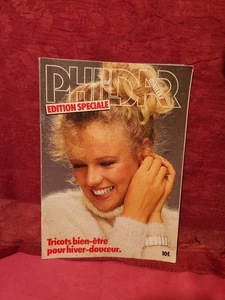 PHILDAR
EDITION SPECIALE
Tricots bien-être
pour hiver-douceur.
10f.